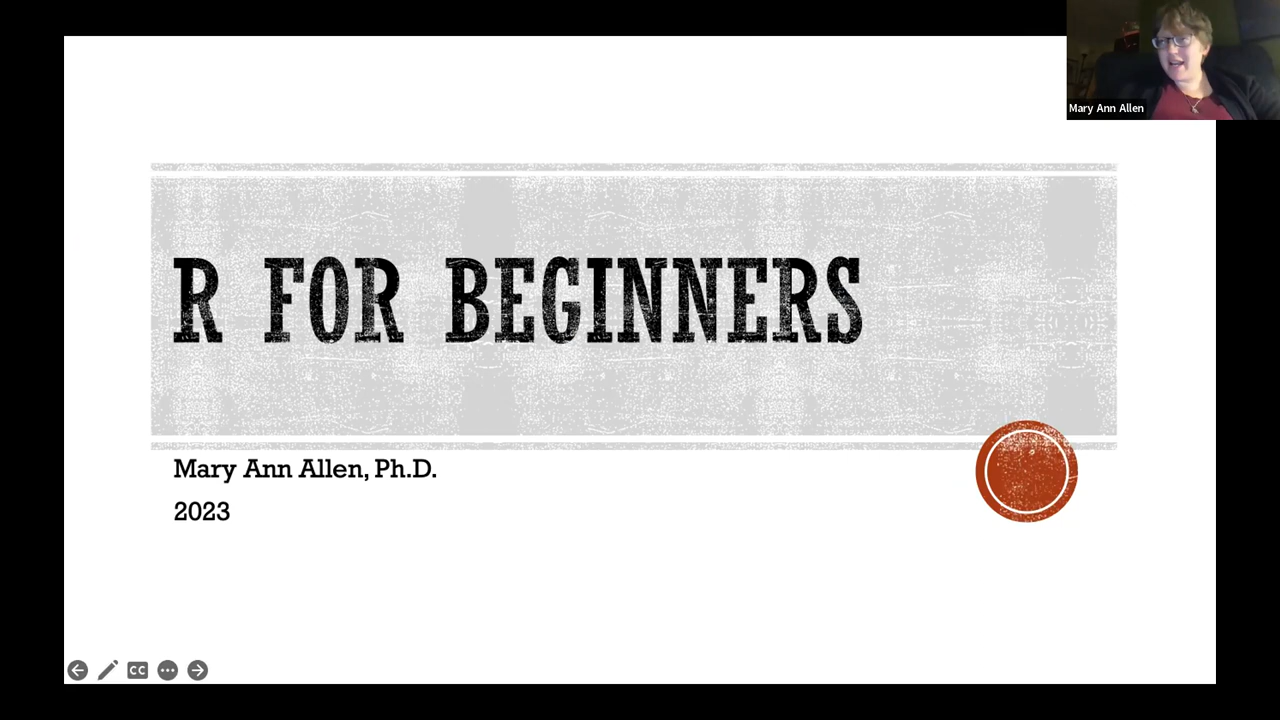 Mary Ann Allen
R FOR BEGINNERS
Mary Ann Allen, Ph.D.
2023
CC